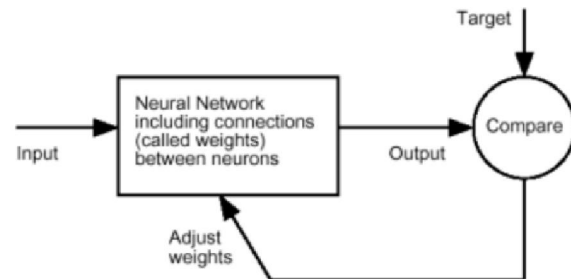 Target
Neural Network
including connections
(called weights)
between neurons
Compare
Input
Output
Adjust
weights